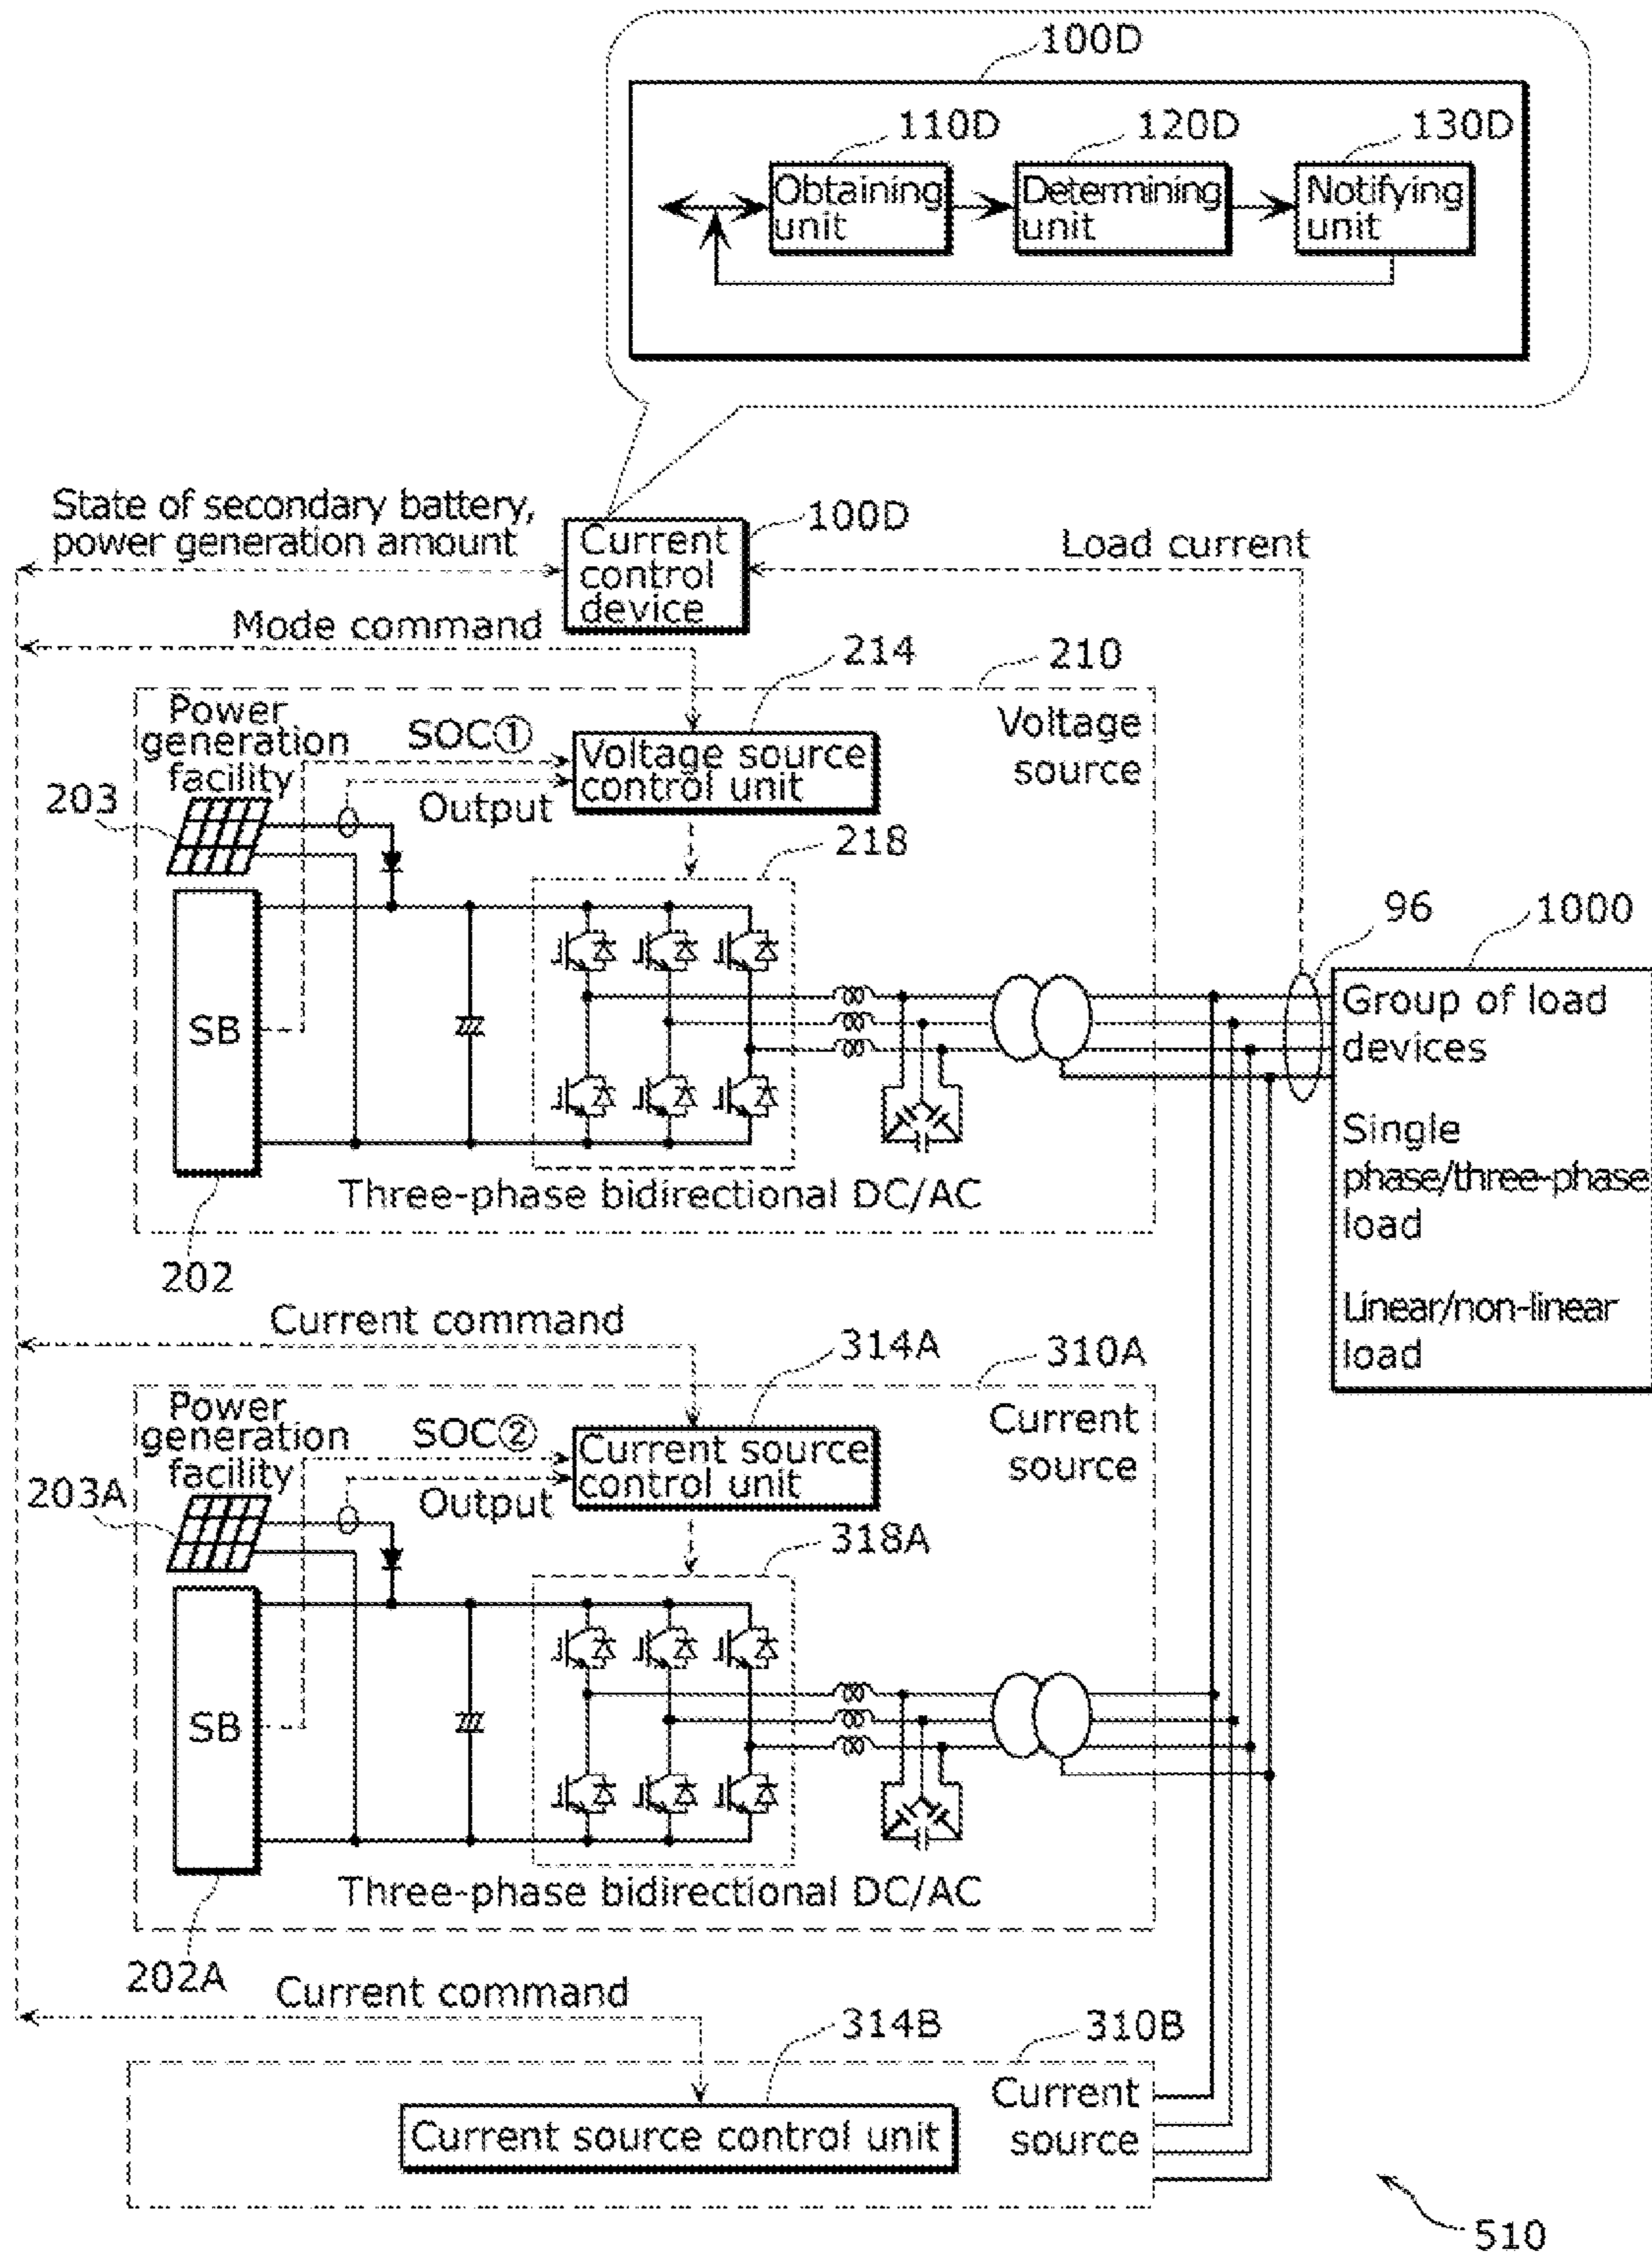 100D
110D
120D
130D
Obtaining
unit
Determining
unit
Notifying
unit
State of secondary battery,
power generation amount
Current
control
device
100D
Load current
Mode command
214
210
Power
generation
facility
SOC①
Output
Voltage source
control unit
Voltage
source
203
218
96
1000
SB
Group of load
devices
Single
phase/three-phase
load
Linear/non-linear
load
Three-phase bidirectional DC/AC
202
Current command
314A
310A
Power
generation
facility
SOC②
Output
Current source
control unit
Current
source
203A
318A
SB
Three-phase bidirectional DC/AC
202A
Current command
314B
310B
Current
source
Current source control unit
510